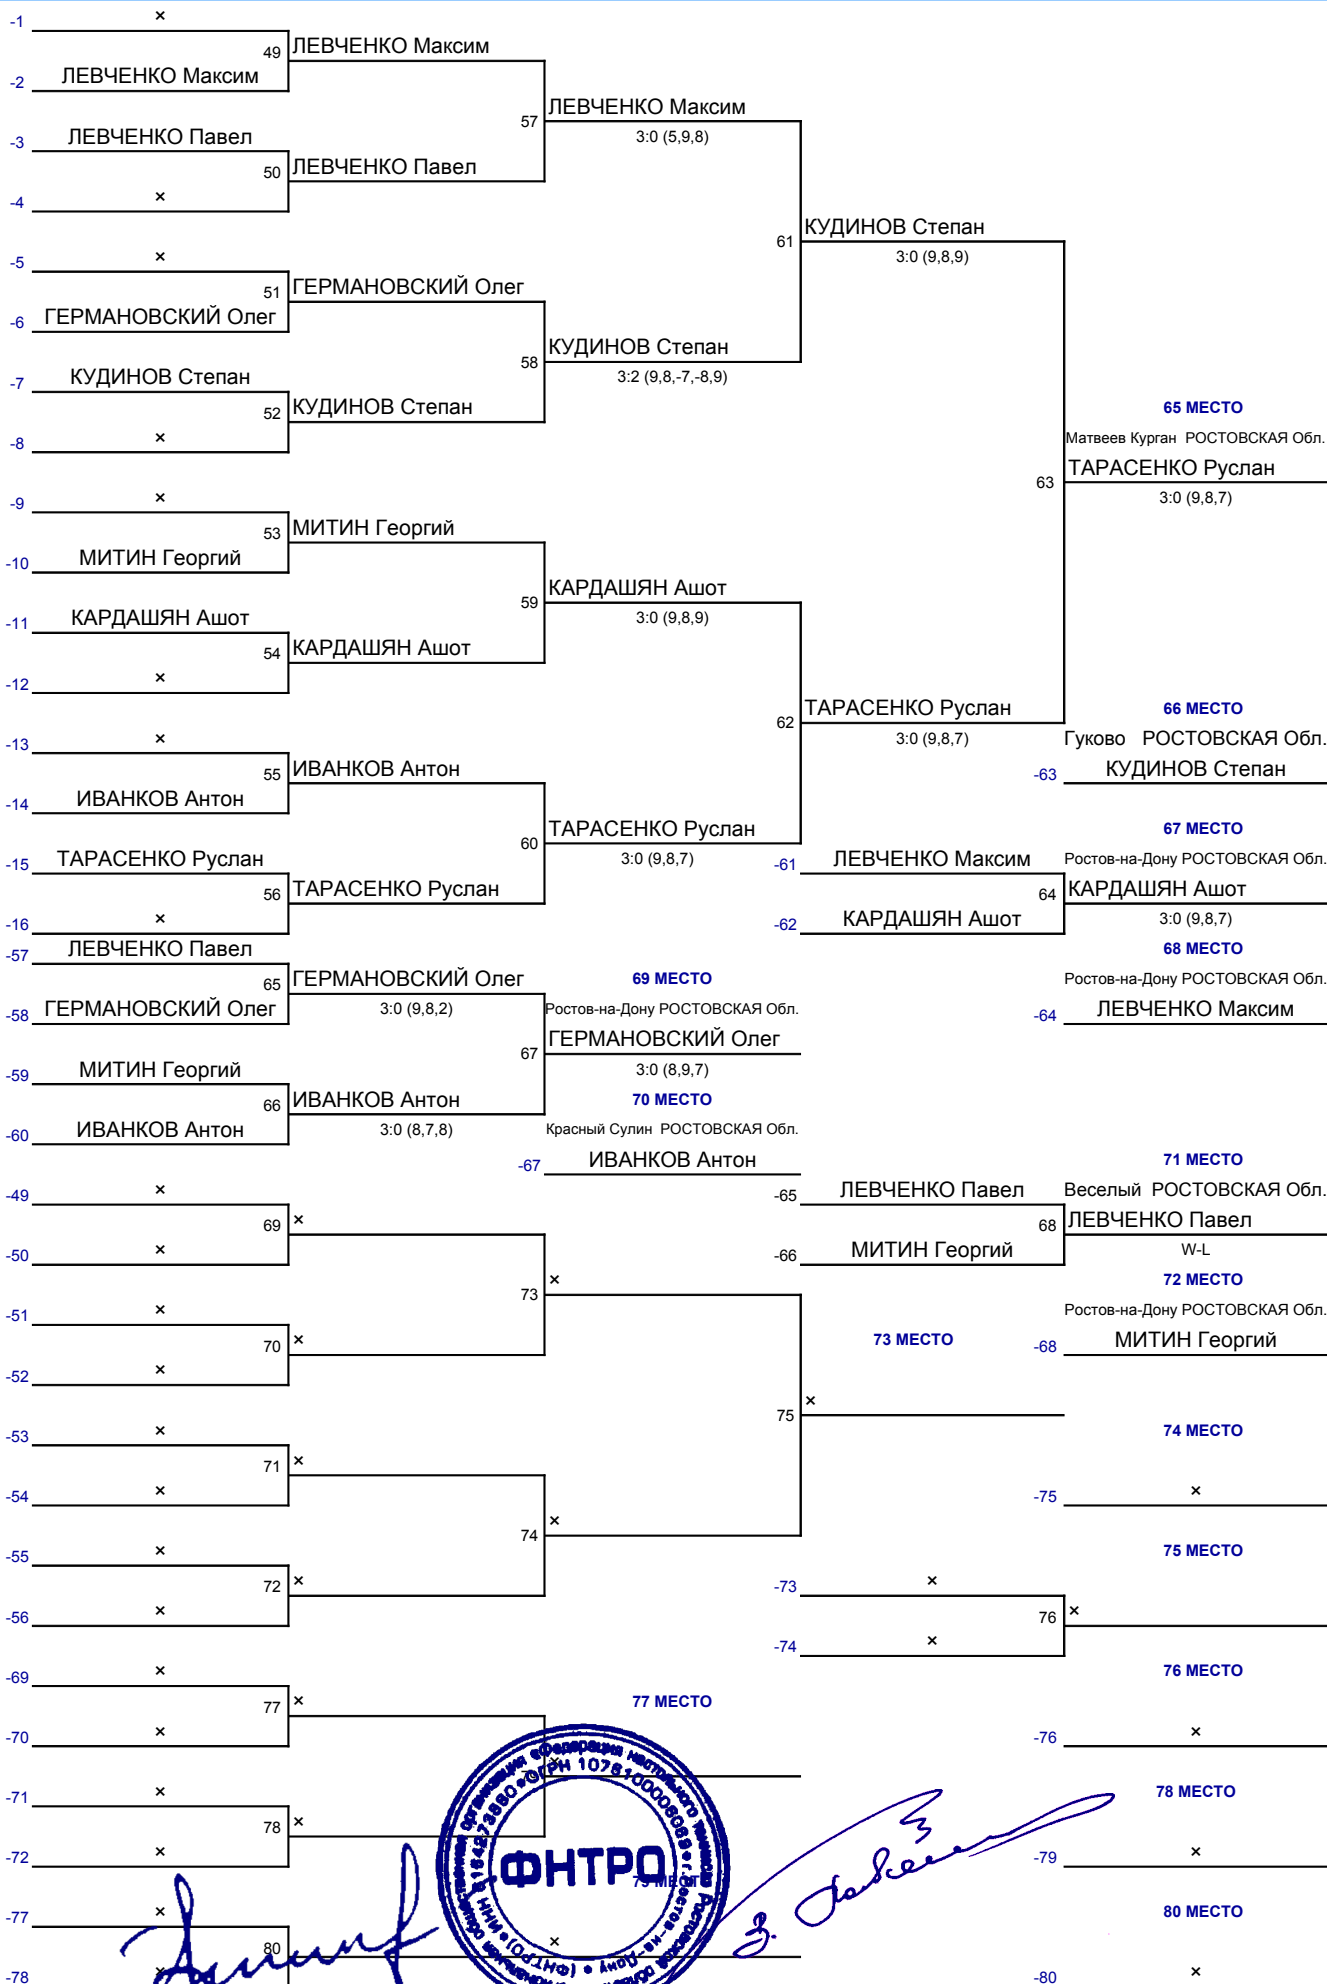 -1 ×
49 ЛЕВЧЕНКО Максим
-2 ЛЕВЧЕНКО Максим
57 ЛЕВЧЕНКО Максим
3:0 (5,9,8)
-3 ЛЕВЧЕНКО Павел
50 ЛЕВЧЕНКО Павел
-4 ×
61 КУДИНОВ Степан
3:0 (9,8,9)
-5 ×
51 ГЕРМАНОВСКИЙ Олег
-6 ГЕРМАНОВСКИЙ Олег
58 КУДИНОВ Степан
3:2 (9,8,-7,-8,9)
-7 КУДИНОВ Степан
52 КУДИНОВ Степан
-8 ×
65 МЕСТО
Матвеев Курган РОСТОВСКАЯ Обл.
63 ТАРАСЕНКО Руслан
3:0 (9,8,7)
-9 ×
53 МИТИН Георгий
-10 МИТИН Георгий
59 КАРДАШЯН Ашот
3:0 (9,8,9)
-11 КАРДАШЯН Ашот
54 КАРДАШЯН Ашот
-12 ×
62 ТАРАСЕНКО Руслан
3:0 (9,8,7)
66 МЕСТО
Гуково РОСТОВСКАЯ Обл.
-63 КУДИНОВ Степан
-13 ×
55 ИВАНКОВ Антон
-14 ИВАНКОВ Антон
60 ТАРАСЕНКО Руслан
3:0 (9,8,7)
-15 ТАРАСЕНКО Руслан
56 ТАРАСЕНКО Руслан
-16 ×
67 МЕСТО
-61 ЛЕВЧЕНКО Максим
Ростов-на-Дону РОСТОВСКАЯ Обл.
64 КАРДАШЯН Ашот
3:0 (9,8,7)
-62 КАРДАШЯН Ашот
68 МЕСТО
Ростов-на-Дону РОСТОВСКАЯ Обл.
-64 ЛЕВЧЕНКО Максим
-57 ЛЕВЧЕНКО Павел
65 ГЕРМАНОВСКИЙ Олег
3:0 (9,8,2)
-58 ГЕРМАНОВСКИЙ Олег
69 МЕСТО
Ростов-на-Дону РОСТОВСКАЯ Обл.
67 ГЕРМАНОВСКИЙ Олег
3:0 (8,9,7)
-59 МИТИН Георгий
66 ИВАНКОВ Антон
3:0 (8,7,8)
-60 ИВАНКОВ Антон
70 МЕСТО
Красный Сулин РОСТОВСКАЯ Обл.
-67 ИВАНКОВ Антон
71 МЕСТО
-65 ЛЕВЧЕНКО Павел
Веселый РОСТОВСКАЯ Обл.
68 ЛЕВЧЕНКО Павел
W-L
-66 МИТИН Георгий
72 МЕСТО
Ростов-на-Дону РОСТОВСКАЯ Обл.
-68 МИТИН Георгий
-49 ×
69 ×
-50 ×
73 ×
-51 ×
70 ×
-52 ×
73 МЕСТО
75 ×
-53 ×
71 ×
-54 ×
74 МЕСТО
-75 ×
74 ×
-55 ×
72 ×
-56 ×
75 МЕСТО
-73 ×
76 ×
-74 ×
76 МЕСТО
-76 ×
-69 ×
77 ×
-70 ×
77 МЕСТО
×
-71 ×
78 ×
-72 ×
78 МЕСТО
-79 ×
79 МЕСТО
-77 ×
80 ×
-78 ×
80 МЕСТО
-80 ×
ФНТРО